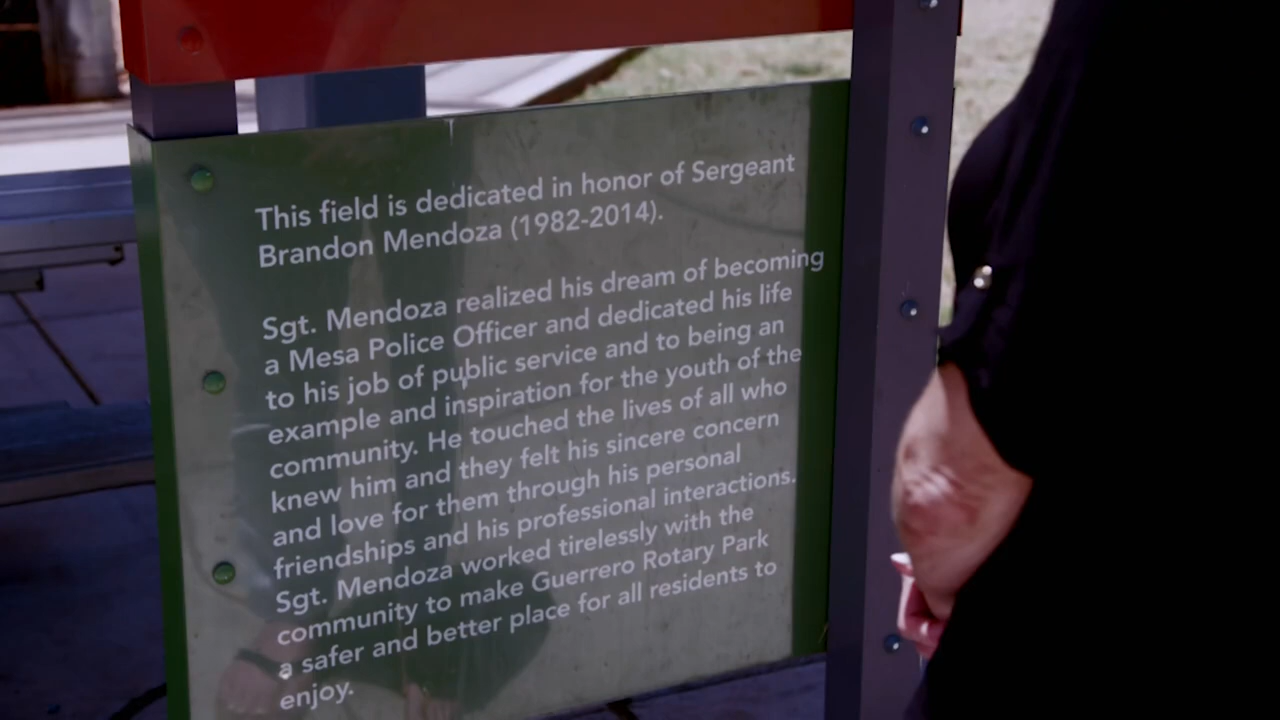 This field is dedicated in honor of Sergeant
Brandon Mendoza (1982-2014).
Sgt. Mendoza realized his dream of becoming
a Mesa Police Officer and dedicated his life
to his job of public service and to being an
example and inspiration for the youth of the
community. He touched the lives of all who
knew him and they felt his sincere concern
and love for them through his personal
friendships and his professional interactions.
Sgt. Mendoza worked tirelessly with the
community to make Guerrero Rotary Park
a safer and better place for all residents to
enjoy.